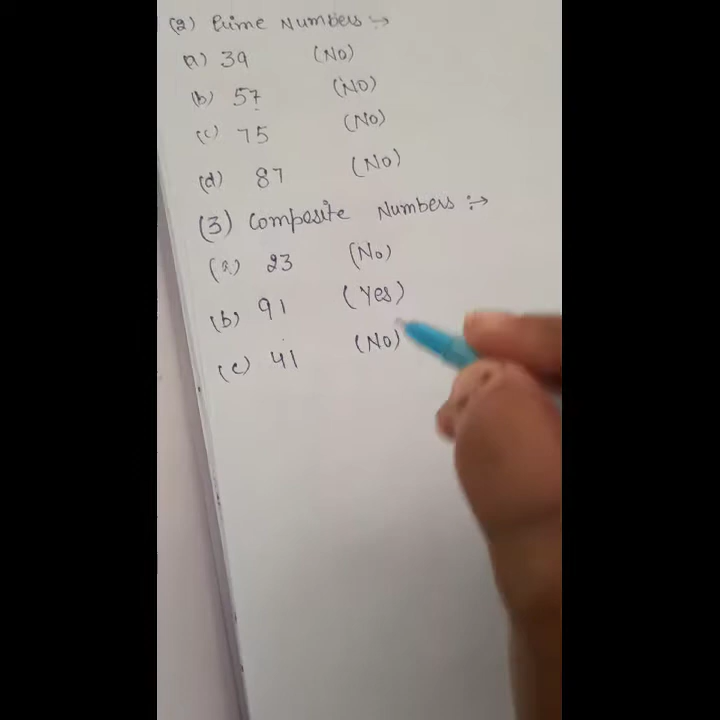 (2) Prime Numbers :→
(a) 39 (No)
(b) 57 (No)
(c) 75 (No)
(d) 87 (No)
(3) Composite Numbers :→
(a) 23 (No)
(b) 91 (Yes)
(c) 41 (No)